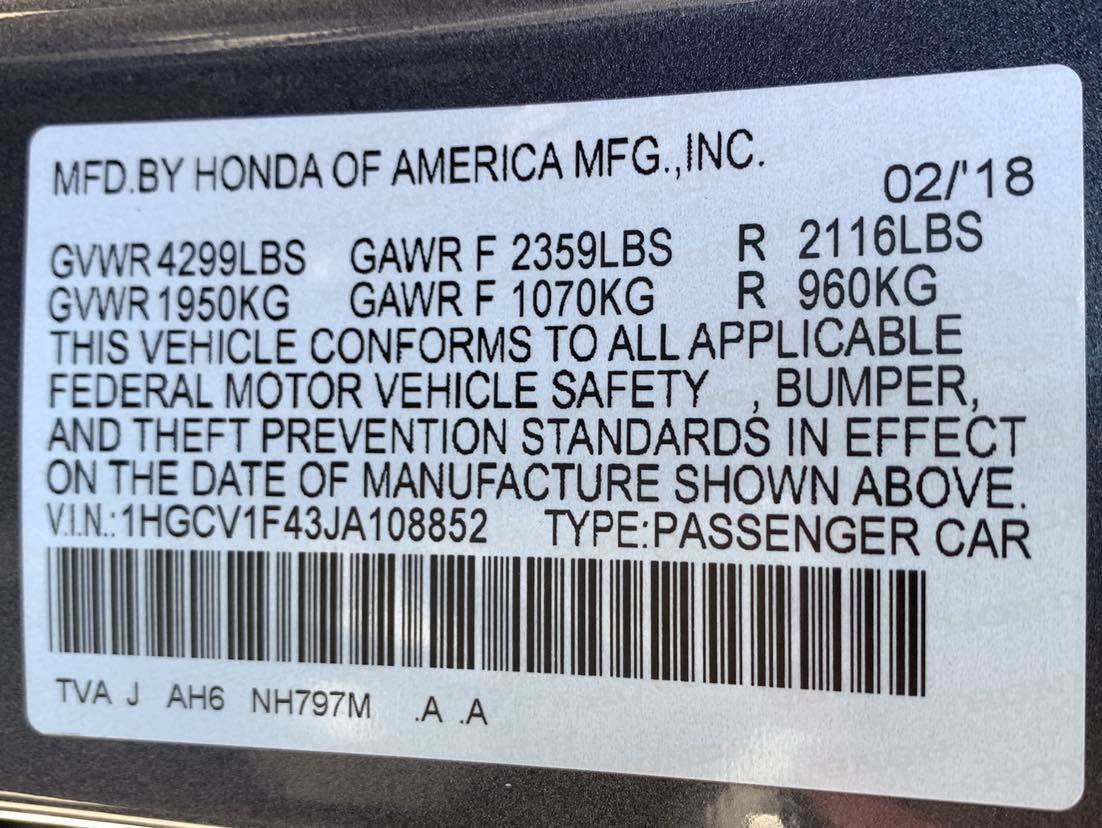 MFD.BY HONDA OF AMERICA MFG.,INC.
02/'18
GVWR 4299LBS GAWR F 2359LBS R 2116LBS
GVWR 1950KG GAWR F 1070KG R 960KG
THIS VEHICLE CONFORMS TO ALL APPLICABLE
FEDERAL MOTOR VEHICLE SAFETY , BUMPER,
AND THEFT PREVENTION STANDARDS IN EFFECT
ON THE DATE OF MANUFACTURE SHOWN ABOVE.
V.I.N.:1HGCV1F43JA108852 TYPE:PASSENGER CAR
TVA J AH6 NH797M .A .A